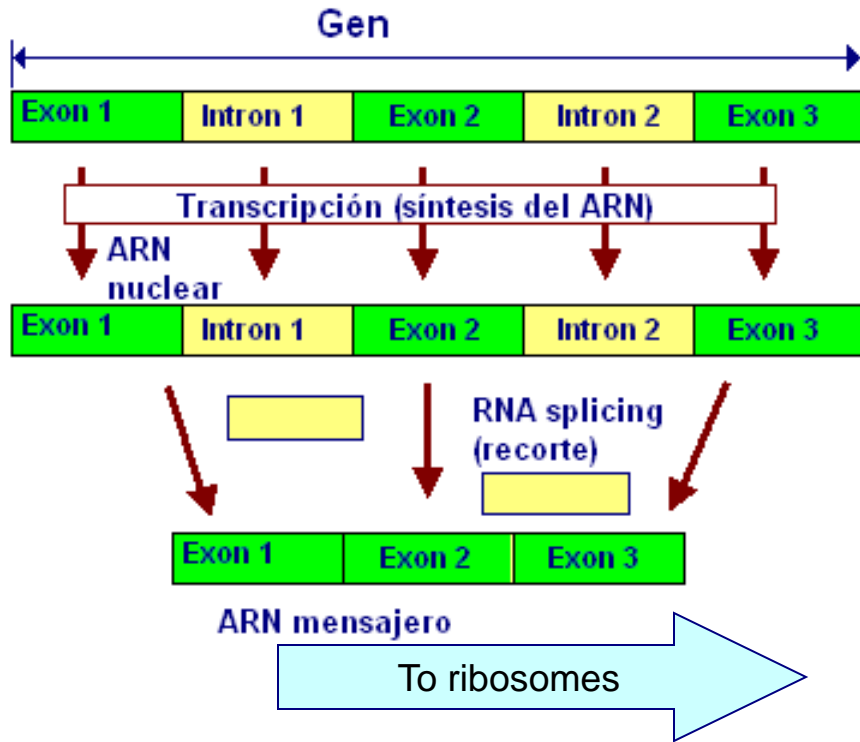 Gen
Exon 1 Intron 1 Exon 2 Intron 2 Exon 3
Transcripción (síntesis del ARN)
ARN
nuclear
Exon 1 Intron 1 Exon 2 Intron 2 Exon 3
RNA splicing
(recorte)
Exon 1 Exon 2 Exon 3
ARN mensajero
To ribosomes